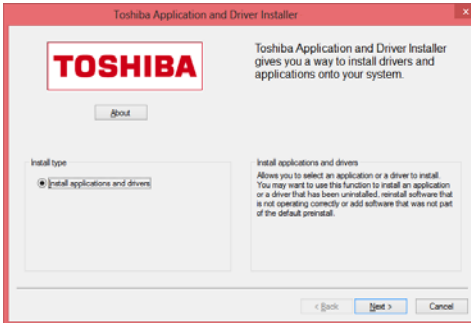 Toshiba Application and Driver Installer
x
TOSHIBA
Toshiba Application and Driver Installer
gives you a way to install drivers and
applications onto your system.
About
Install type
Install applications and drivers
Install applications and drivers
Allows you to select an application or a driver to install.
You may want to use this function to install an application
or a driver that has been uninstalled, reinstall software that
is not operating correctly or add software that was not part
of the default preinstall.
< Back
Next >
Cancel